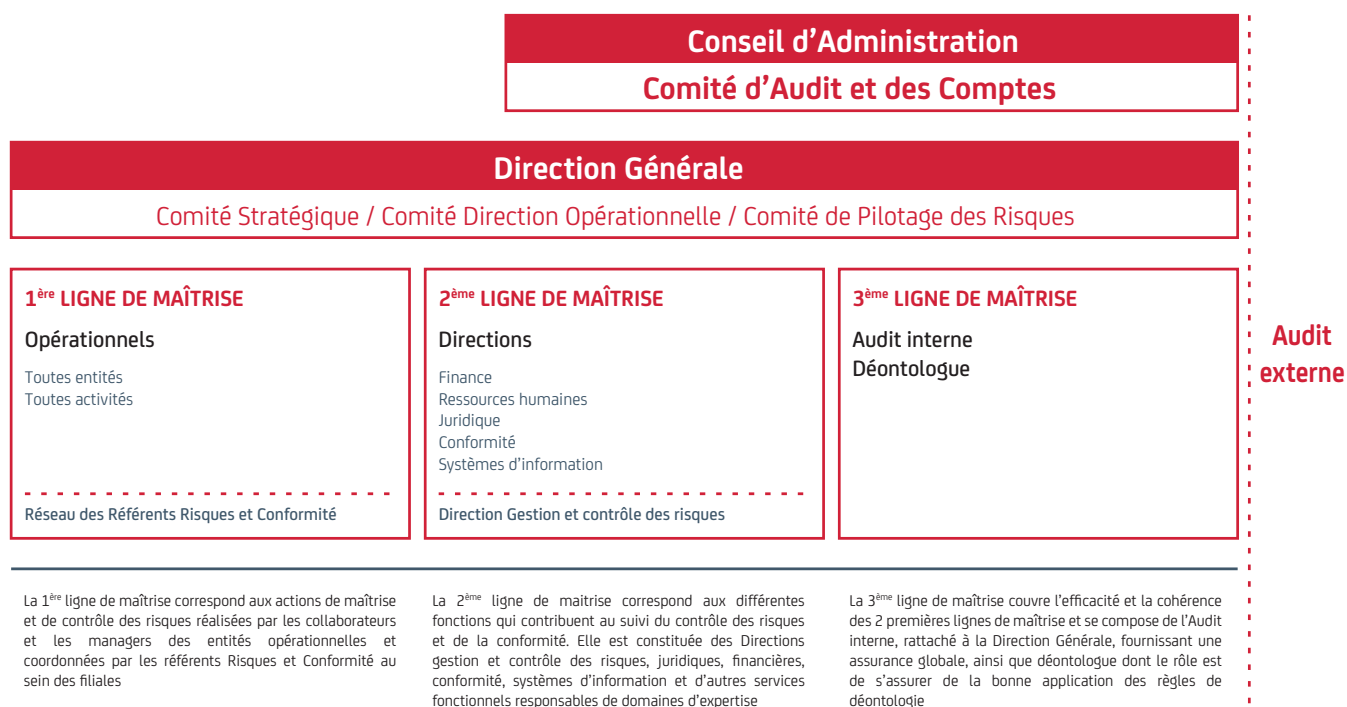 Conseil d’Administration
Comité d’Audit et des Comptes
Direction Générale
Comité Stratégique / Comité Direction Opérationnelle / Comité de Pilotage des Risques
1ère LIGNE DE MAÎTRISE
Opérationnels
Toutes entités
Toutes activités
Réseau des Référents Risques et Conformité
2ème LIGNE DE MAÎTRISE
Directions
Finance
Ressources humaines
Juridique
Conformité
Systèmes d’information
Direction Gestion et contrôle des risques
3ème LIGNE DE MAÎTRISE
Audit interne
Déontologue
Audit
externe
La 1ère ligne de maîtrise correspond aux actions de maîtrise
et de contrôle des risques réalisées par les collaborateurs
et les managers des entités opérationnelles et
coordonnées par les référents Risques et Conformité au
sein des filiales
La 2ème ligne de maitrise correspond aux différentes
fonctions qui contribuent au suivi du contrôle des risques
et de la conformité. Elle est constituée des Directions
gestion et contrôle des risques, juridiques, financières,
conformité, systèmes d’information et d’autres services
fonctionnels responsables de domaines d’expertise
La 3ème ligne de maîtrise couvre l’efficacité et la cohérence
des 2 premières lignes de maîtrise et se compose de l’Audit
interne, rattaché à la Direction Générale, fournissant une
assurance globale, ainsi que déontologue dont le rôle est
de s’assurer de la bonne application des règles de
déontologie